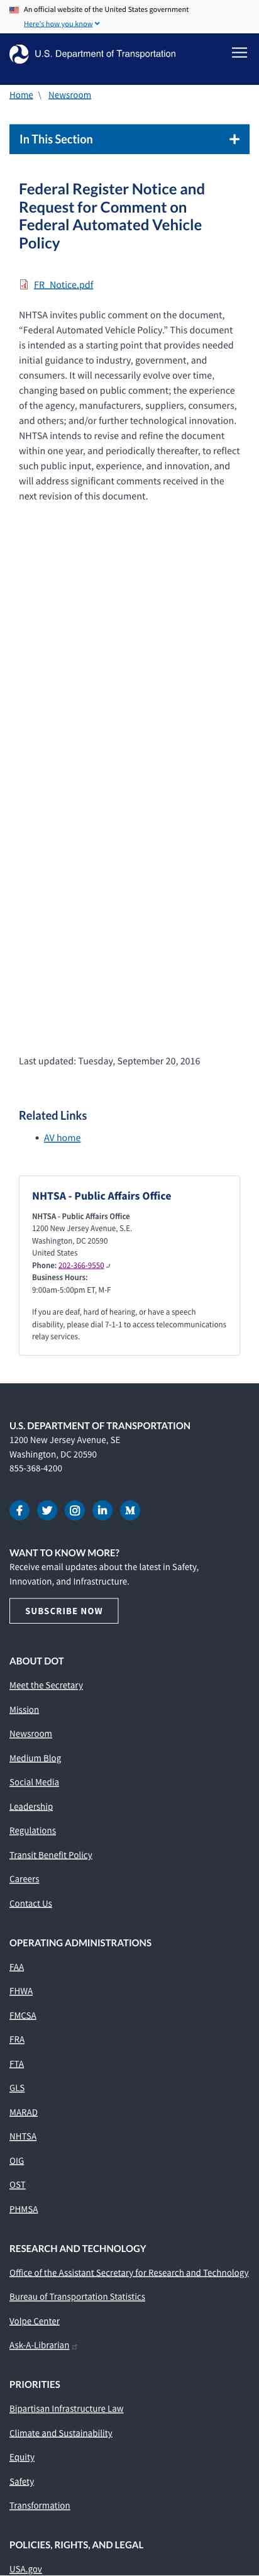 An official website of the United States government
Here's how you know
U.S. Department of Transportation
Home \ Newsroom
In This Section
Federal Register Notice and
Request for Comment on
Federal Automated Vehicle
Policy
FR_Notice.pdf
NHTSA invites public comment on the document,
“Federal Automated Vehicle Policy.” This document
is intended as a starting point that provides needed
initial guidance to industry, government, and
consumers. It will necessarily evolve over time,
changing based on public comment; the experience
of the agency, manufacturers, suppliers, consumers,
and others; and/or further technological innovation.
NHTSA intends to revise and refine the document
within one year, and periodically thereafter, to reflect
such public input, experience, and innovation, and
will address significant comments received in the
next revision of this document.
Last updated: Tuesday, September 20, 2016
Related Links
• AV home
NHTSA - Public Affairs Office
NHTSA - Public Affairs Office
1200 New Jersey Avenue, S.E.
Washington, DC 20590
United States
Phone: 202-366-9550
Business Hours:
9:00am-5:00pm ET, M-F
If you are deaf, hard of hearing, or have a speech
disability, please dial 7-1-1 to access telecommunications
relay services.
U.S. DEPARTMENT OF TRANSPORTATION
1200 New Jersey Avenue, SE
Washington, DC 20590
855-368-4200
WANT TO KNOW MORE?
Receive email updates about the latest in Safety,
Innovation, and Infrastructure.
SUBSCRIBE NOW
ABOUT DOT
Meet the Secretary
Mission
Newsroom
Medium Blog
Social Media
Leadership
Regulations
Transit Benefit Policy
Careers
Contact Us
OPERATING ADMINISTRATIONS
FAA
FHWA
FMCSA
FRA
FTA
GLS
MARAD
NHTSA
OIG
OST
PHMSA
RESEARCH AND TECHNOLOGY
Office of the Assistant Secretary for Research and Technology
Bureau of Transportation Statistics
Volpe Center
Ask-A-Librarian
PRIORITIES
Bipartisan Infrastructure Law
Climate and Sustainability
Equity
Safety
Transformation
POLICIES, RIGHTS, AND LEGAL
USA.gov